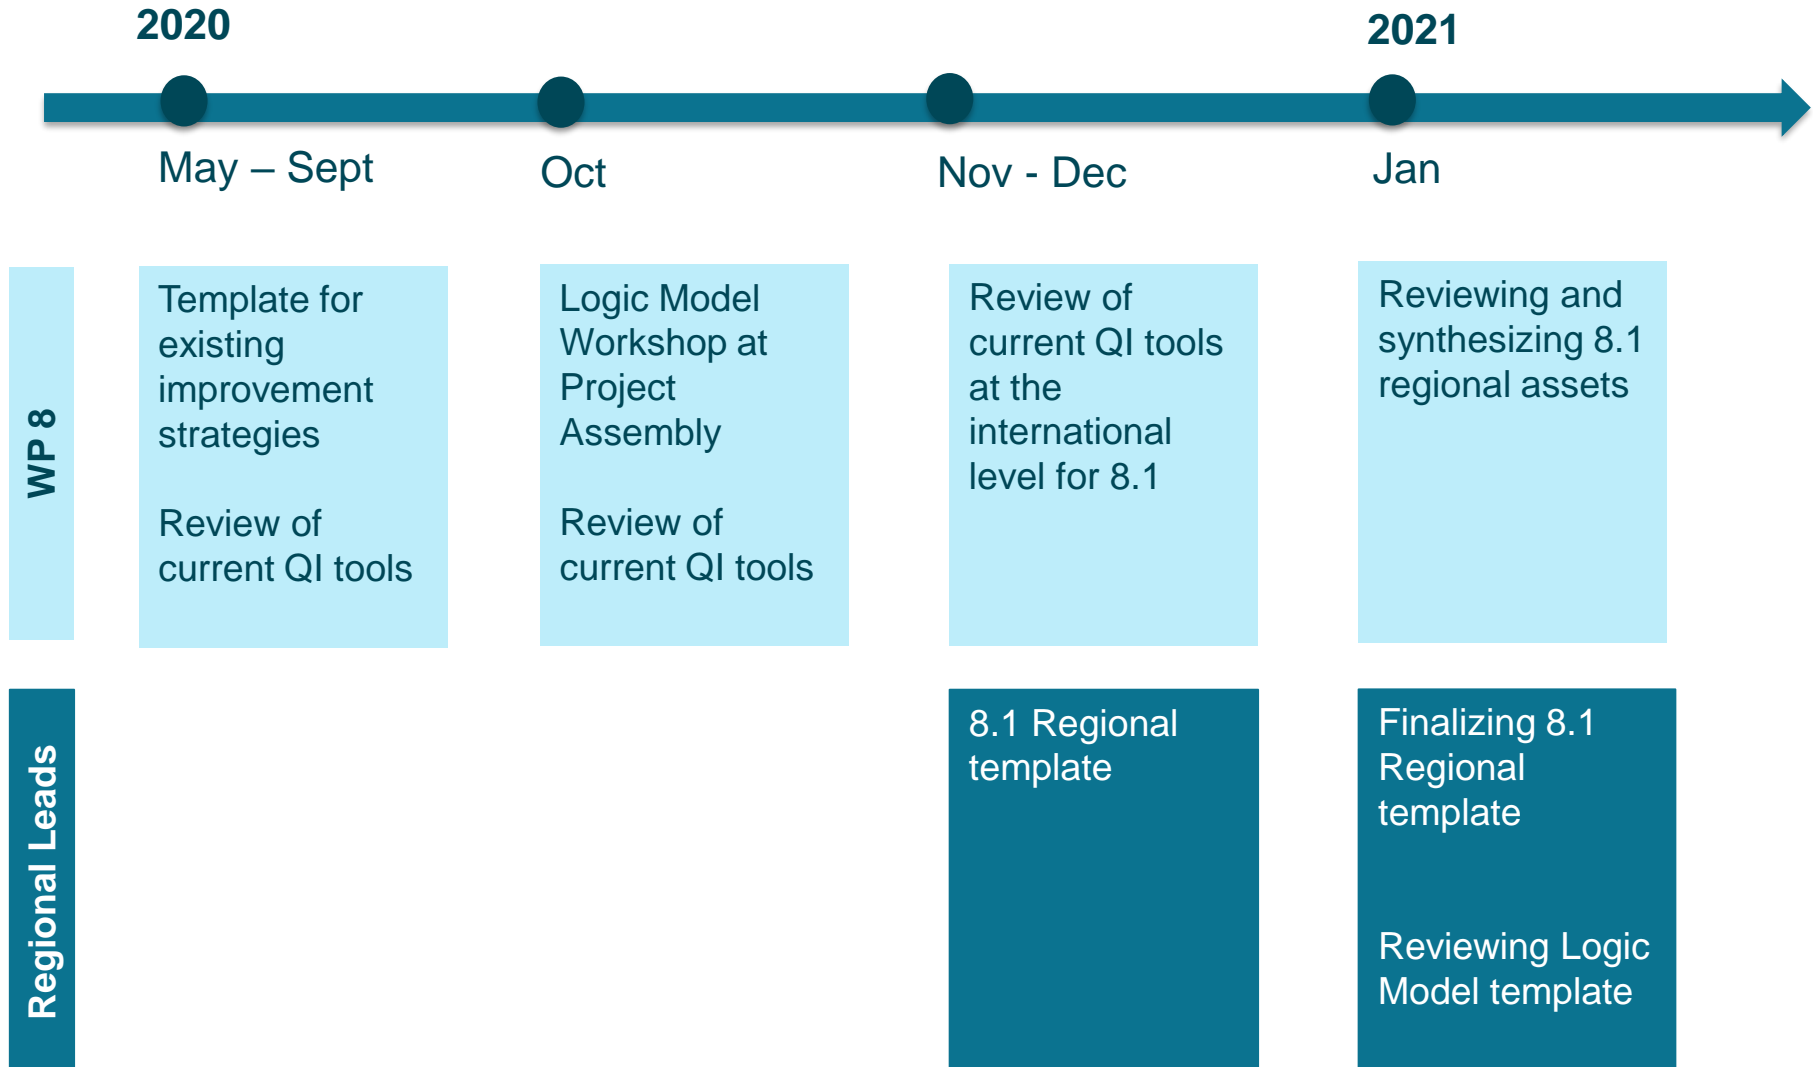 2020
2021
May – Sept
Oct
Nov - Dec
Jan
WP 8
Template for
existing
improvement
strategies
Review of
current QI tools
Logic Model
Workshop at
Project
Assembly
Review of
current QI tools
Review of
current QI tools
at the
international
level for 8.1
Reviewing and
synthesizing 8.1
regional assets
Regional Leads
8.1 Regional
template
Finalizing 8.1
Regional
template
Reviewing Logic
Model template